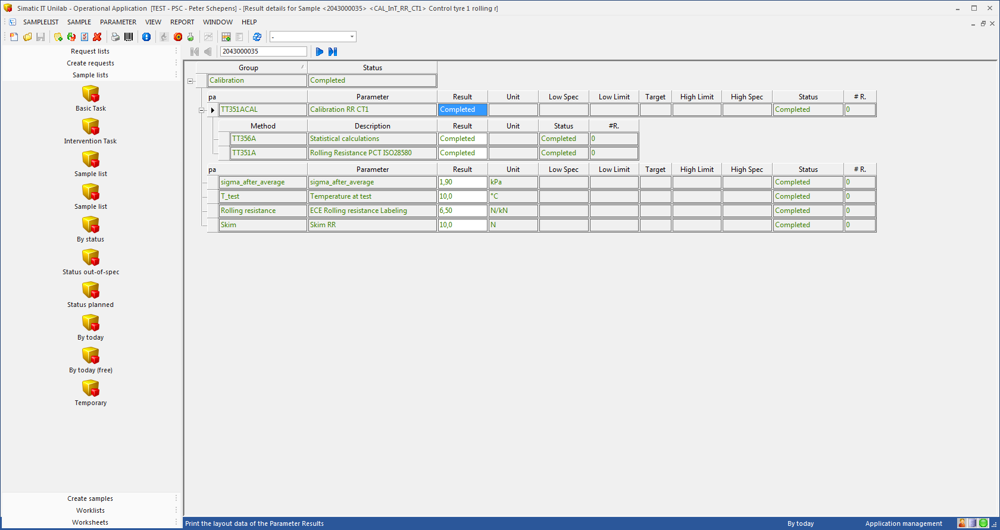 Simatic IT Unilab - Operational Application [TEST - PSC - Peter Schepens] - [Result details for Sample <2043000035> <CAL_InT_RR_CT1> Control tyre 1 rolling r]
SAMPLELIST SAMPLE PARAMETER VIEW REPORT WINDOW HELP
-
Request lists
Create requests
Sample lists
Basic Task
Intervention Task
Sample list
Sample list
By status
Status out-of-spec
Status planned
By today
By today (free)
Temporary
Create samples
Worklists
Worksheets
2043000035
Group Status
Calibration Completed
pa Parameter Result Unit Low Spec Low Limit Target High Limit High Spec Status # R.
TT351ACAL Calibration RR CT1 Completed Completed 0
Method Description Result Unit Status #R.
TT356A Statistical calculations Completed Completed 0
TT351A Rolling Resistance PCT ISO28580 Completed Completed 0
pa Parameter Result Unit Low Spec Low Limit Target High Limit High Spec Status # R.
sigma_after_average sigma_after_average 1,90 kPa Completed 0
T_test Temperature at test 10,0 °C Completed 0
Rolling resistance ECE Rolling resistance Labeling 6,50 N/kN Completed 0
Skim Skim RR 10,0 N Completed 0
Print the layout data of the Parameter Results By today Application management